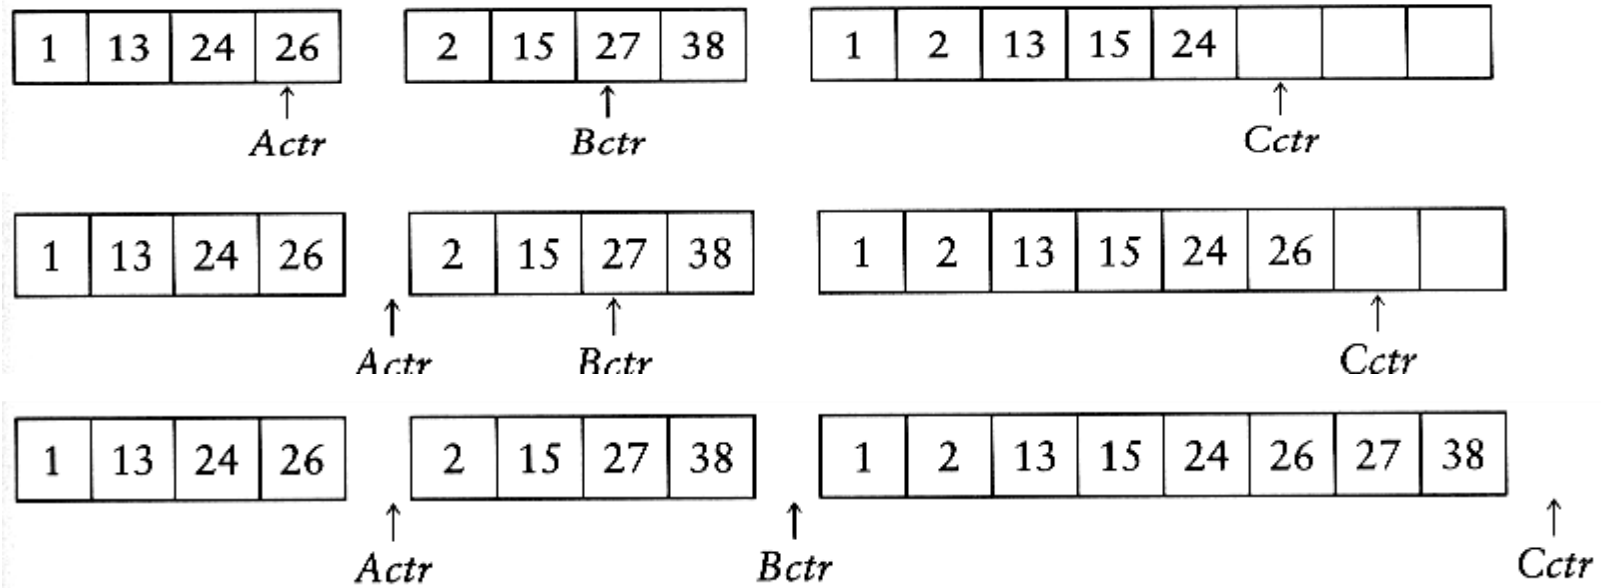 1 13 24 26 2 15 27 38 1 2 13 15 24
Actr Bctr Cctr
1 13 24 26 2 15 27 38 1 2 13 15 24 26
Actr Bctr Cctr
1 13 24 26 2 15 27 38 1 2 13 15 24 26 27 38
Actr Bctr Cctr